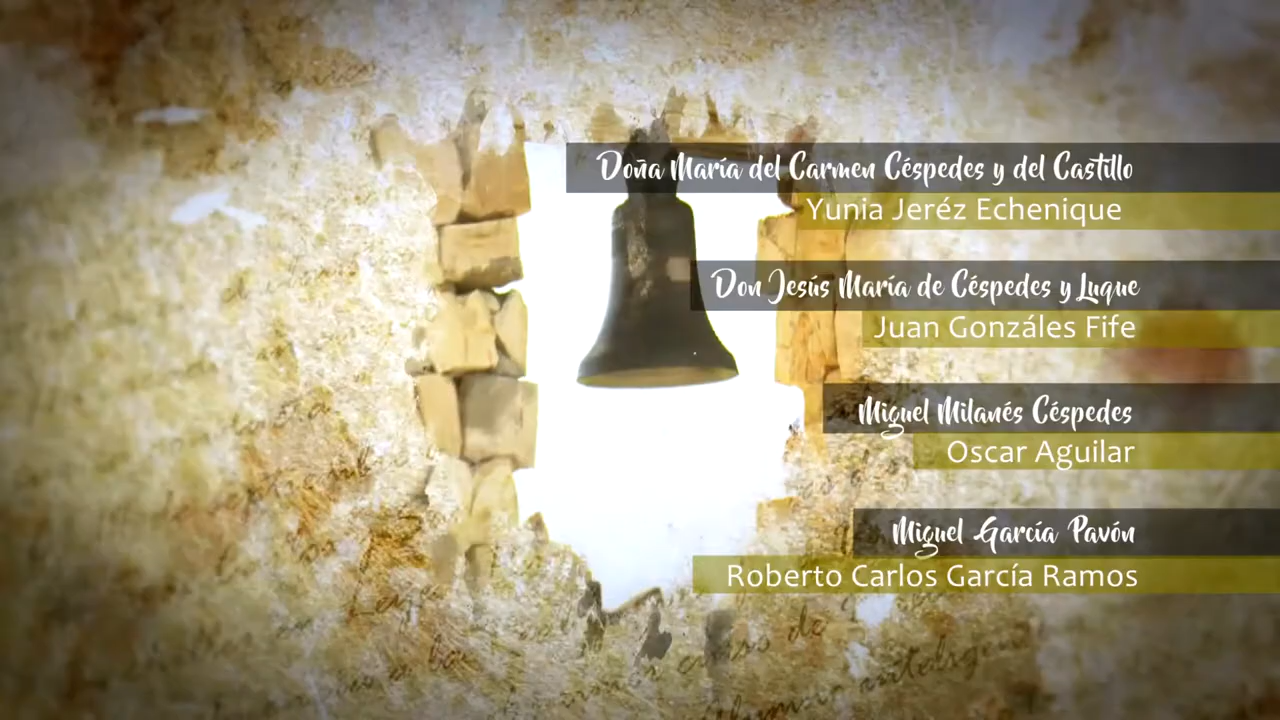 Doña María del Carmen Céspedes y del Castillo
Yunia Jeréz Echenique
Don Jesús María de Céspedes y Luque
Juan Gonzáles Fife
Miguel Milanés Céspedes
Oscar Aguilar
Miguel García Pavón
Roberto Carlos García Ramos